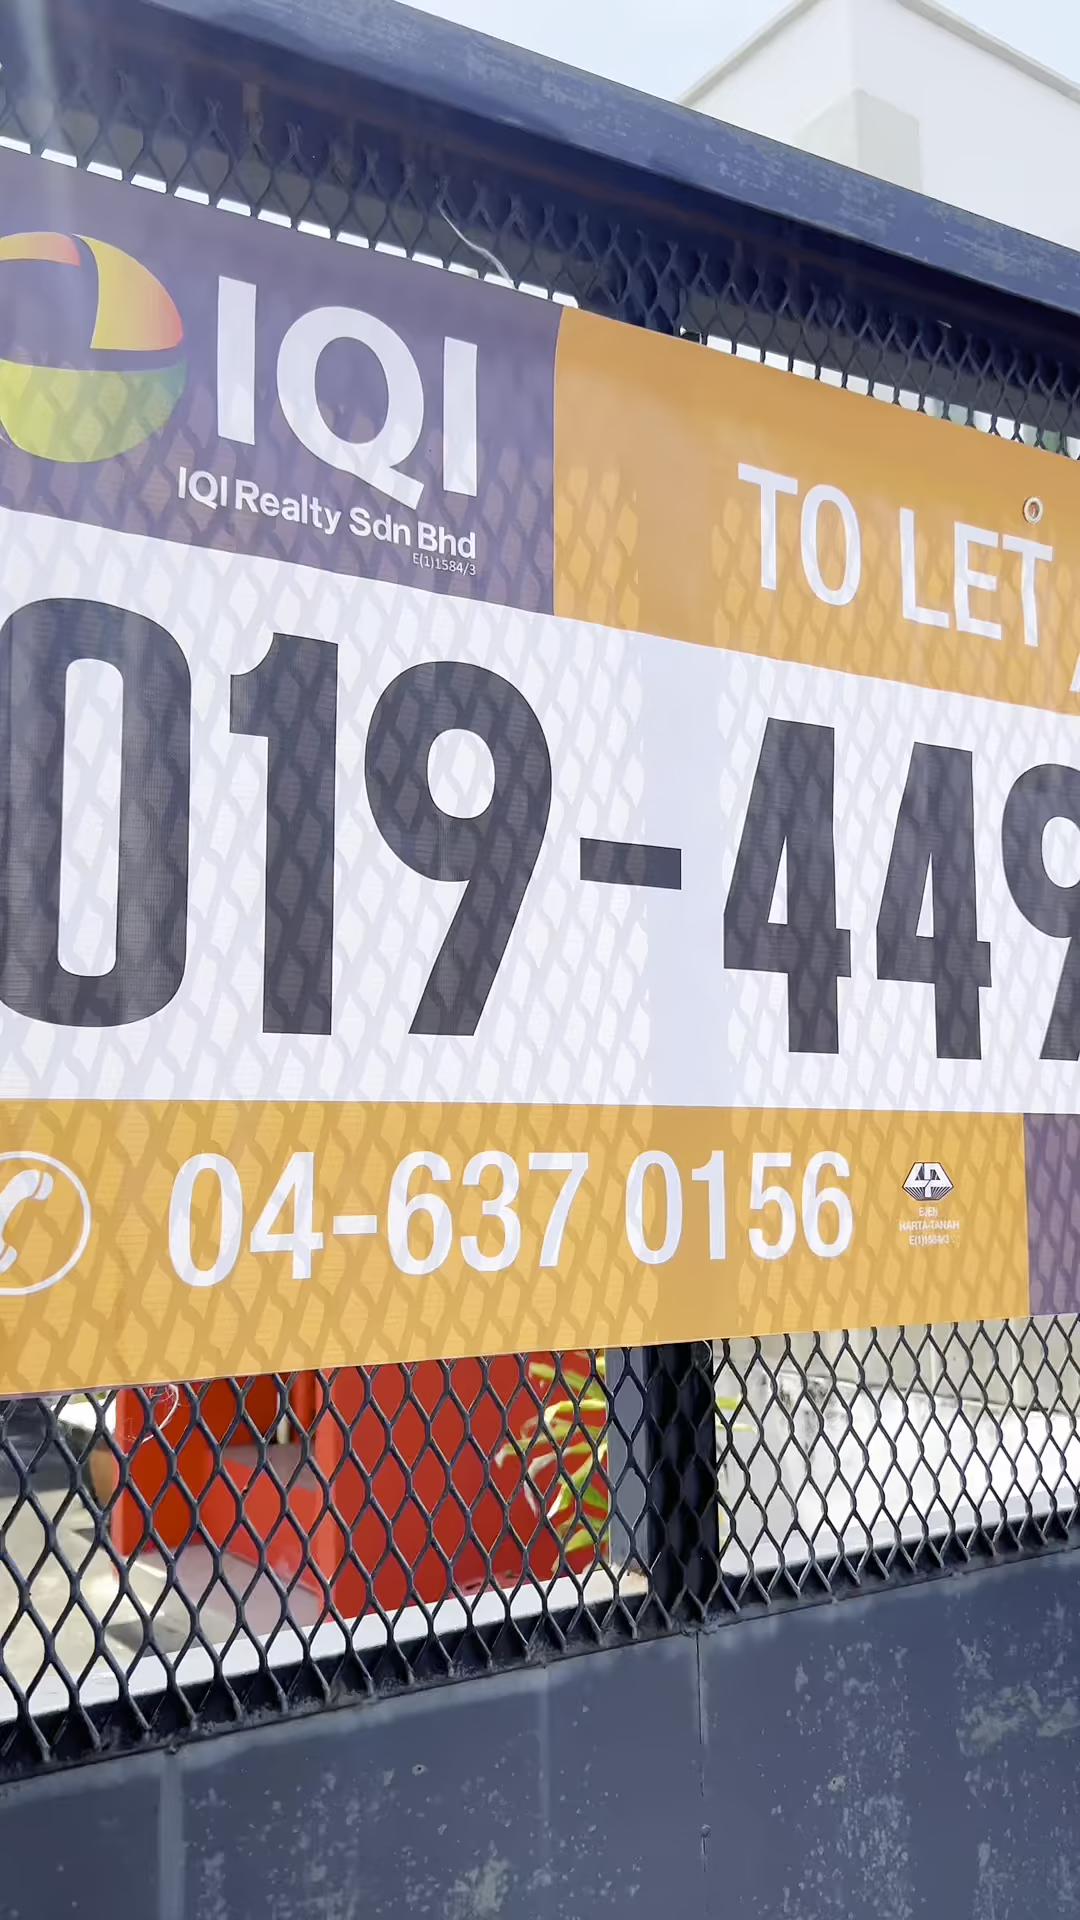 IQI
IQI Realty Sdn Bhd
E(1)1584/3
TO LET
019-449
04-637 0156
EJEN
HARTA-TANAH
E(1)1584/3